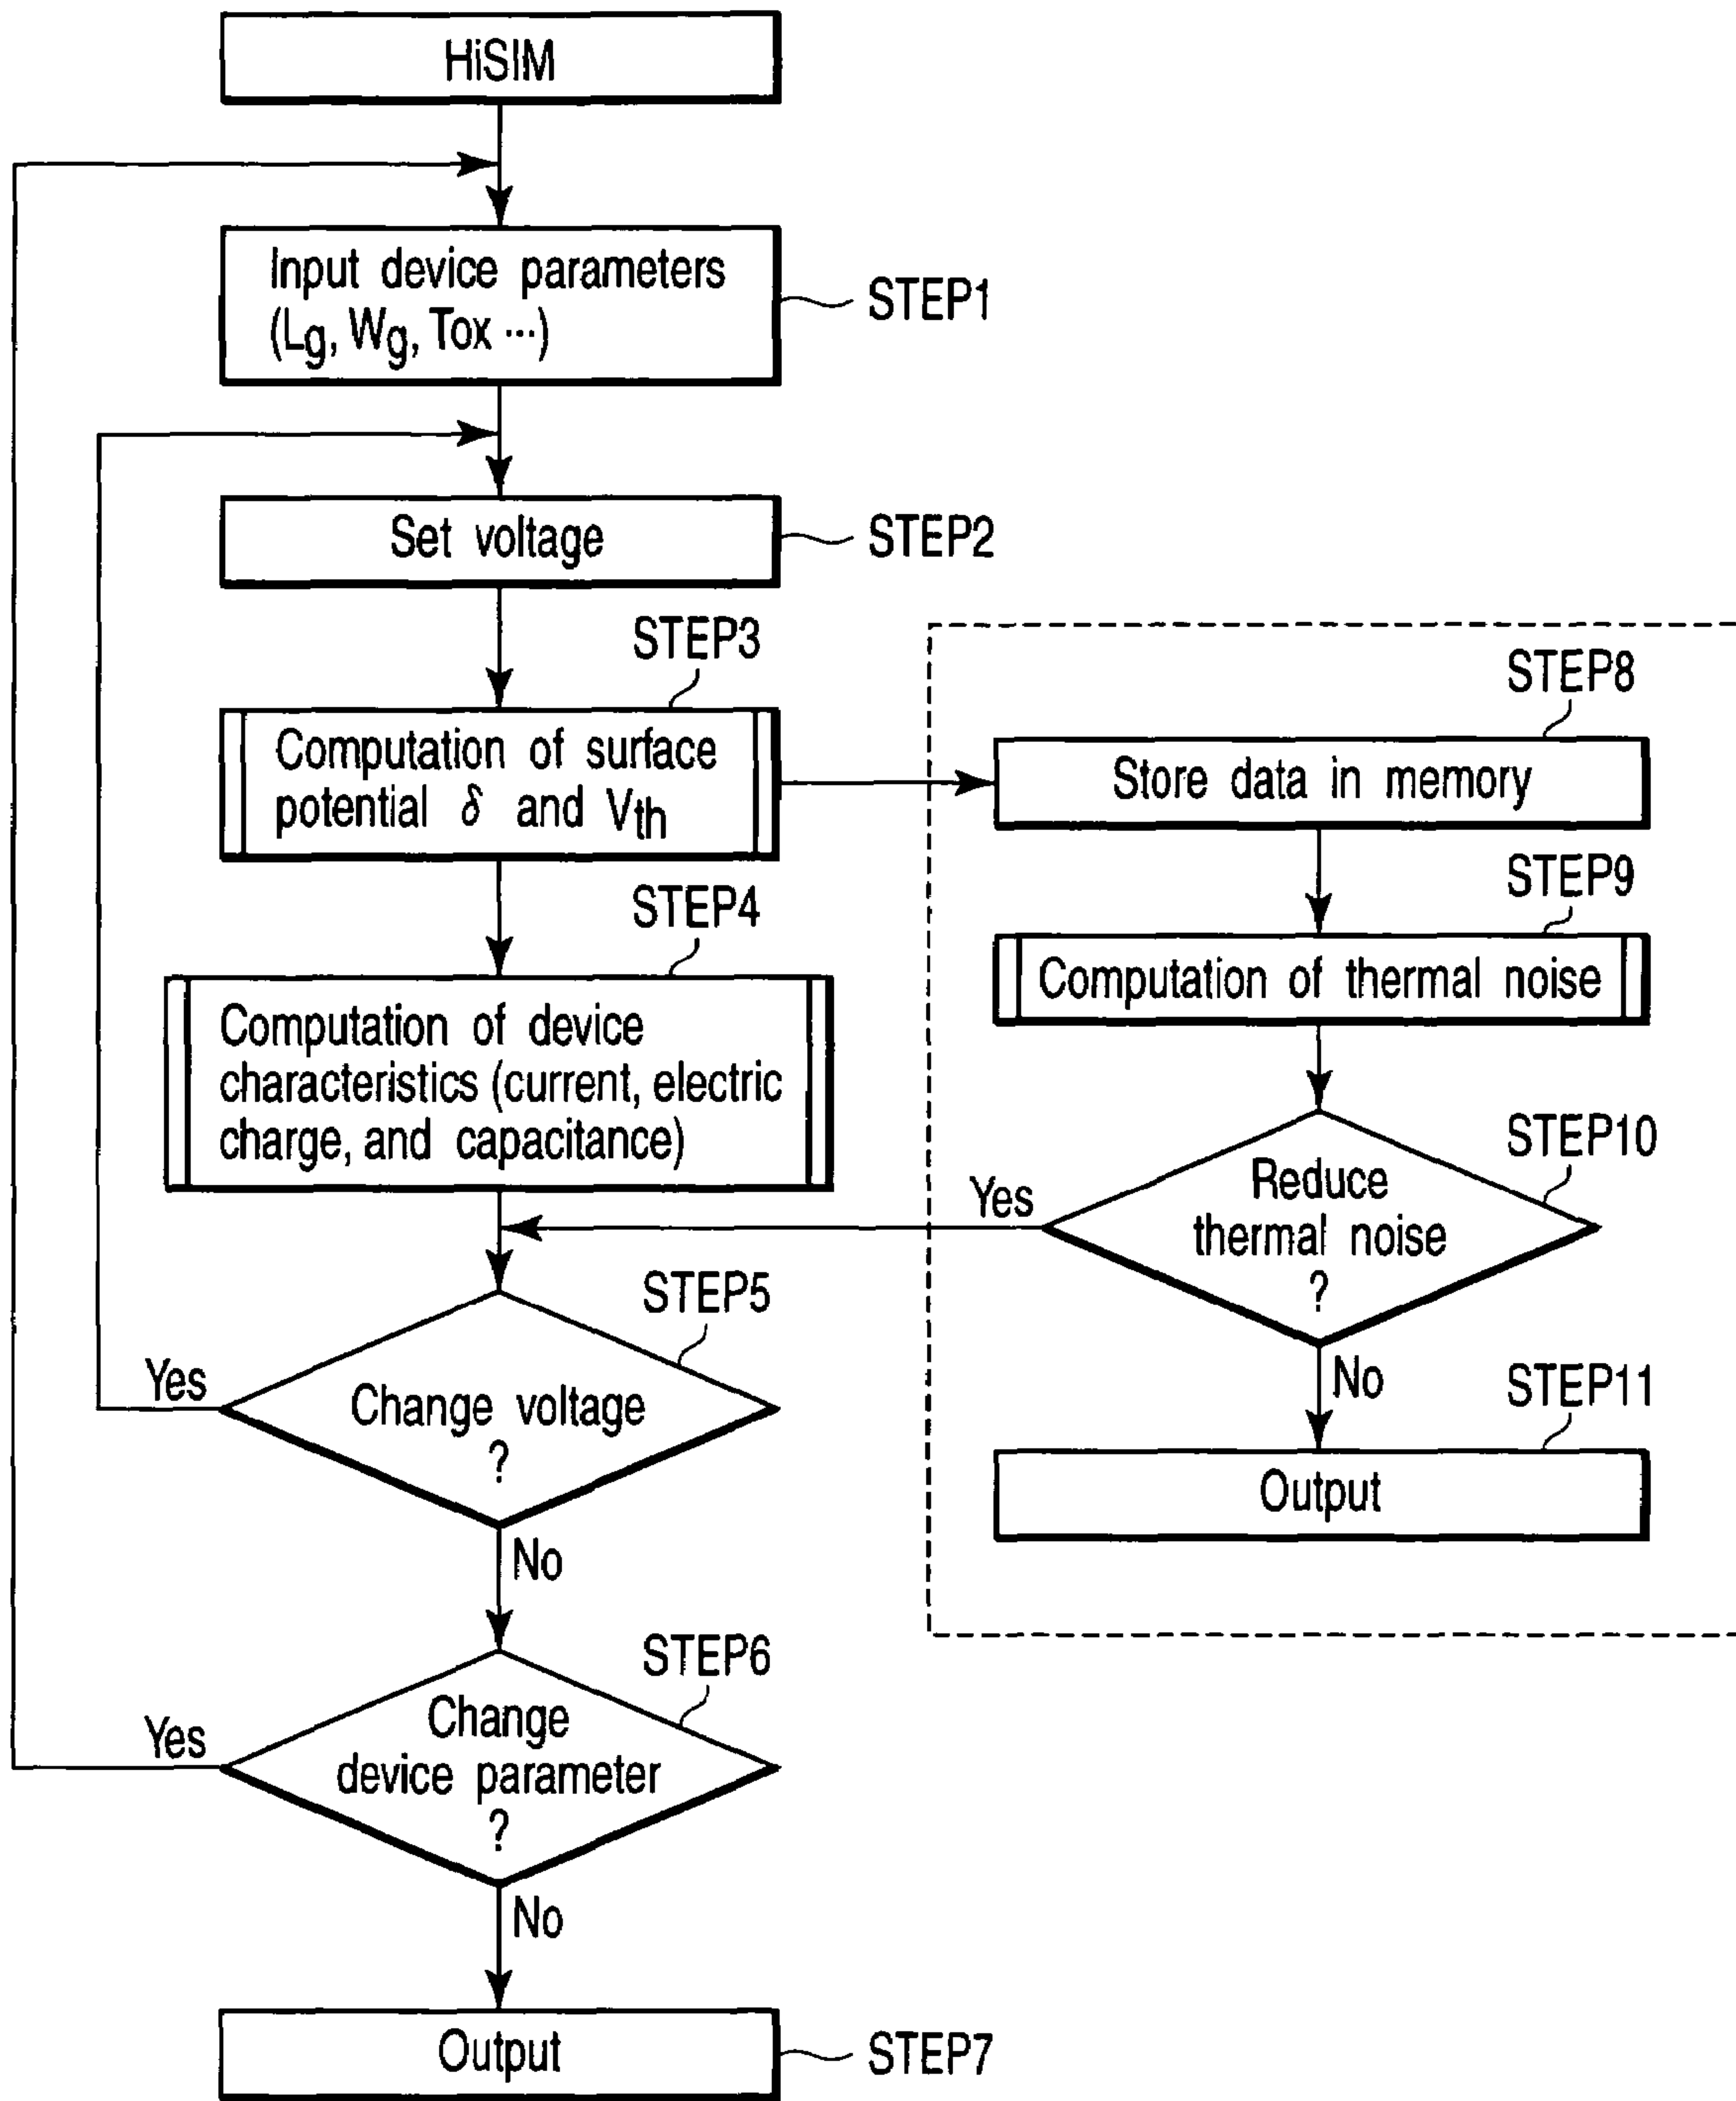 HiSIM
Input device parameters
(Lg, Wg, Tox ···)
STEP1
Set voltage
STEP2
STEP3
Computation of surface
potential δ and Vth
STEP4
Computation of device
characteristics (current, electric
charge, and capacitance)
STEP5
Change voltage
?
Yes
No
STEP6
Change
device parameter
?
Yes
No
Output
STEP7
STEP8
Store data in memory
STEP9
Computation of thermal noise
STEP10
Reduce
thermal noise
?
Yes
No
STEP11
Output